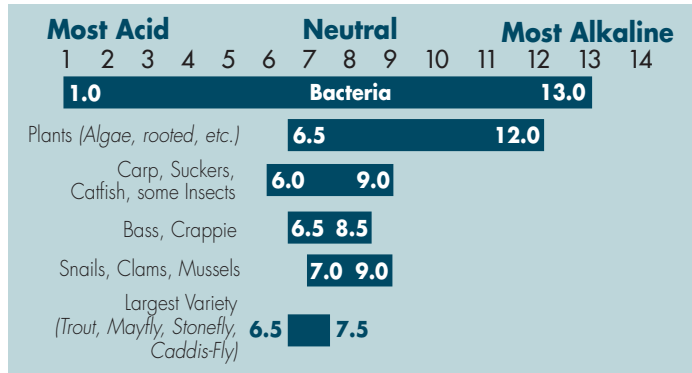 Most Acid Neutral Most Alkaline
1 2 3 4 5 6 7 8 9 10 11 12 13 14
1.0 Bacteria 13.0
Plants (Algae, rooted, etc.) 6.5 12.0
Carp, Suckers,
Catfish, some Insects 6.0 9.0
Bass, Crappie 6.5 8.5
Snails, Clams, Mussels 7.0 9.0
Largest Variety
(Trout, Mayfly, Stonefly, 6.5 7.5
Caddis-Fly)